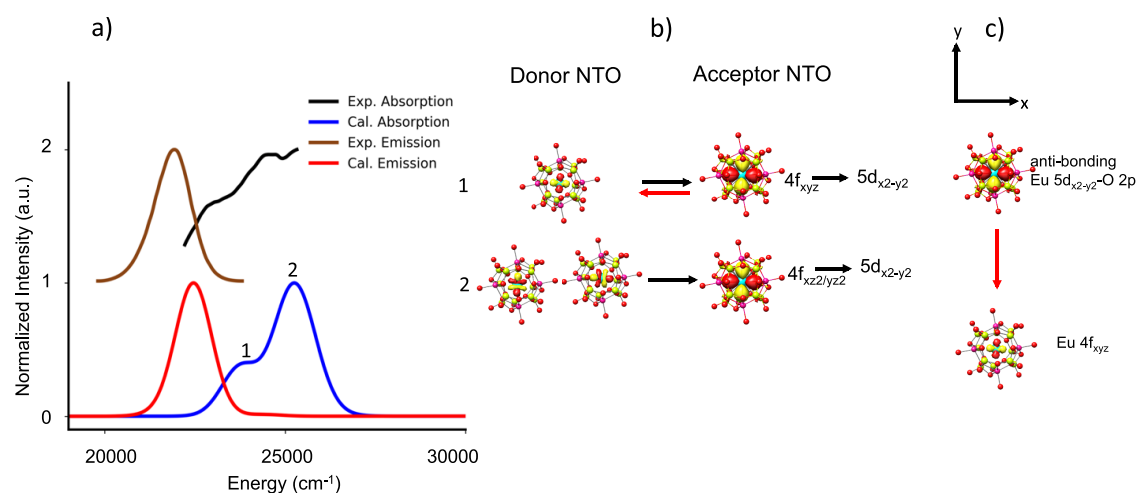 a)
b)
c)
Donor NTO
Acceptor NTO
y
x
Exp. Absorption
Cal. Absorption
Exp. Emission
Cal. Emission
Normalized Intensity (a.u.)
2
1
0
1
2
20000
25000
30000
Energy (cm-1)
1
4fxyz
5dx2-y2
2
4fxz2/yz2
5dx2-y2
anti-bonding
Eu 5dx2-y2-O 2p
Eu 4fxyz